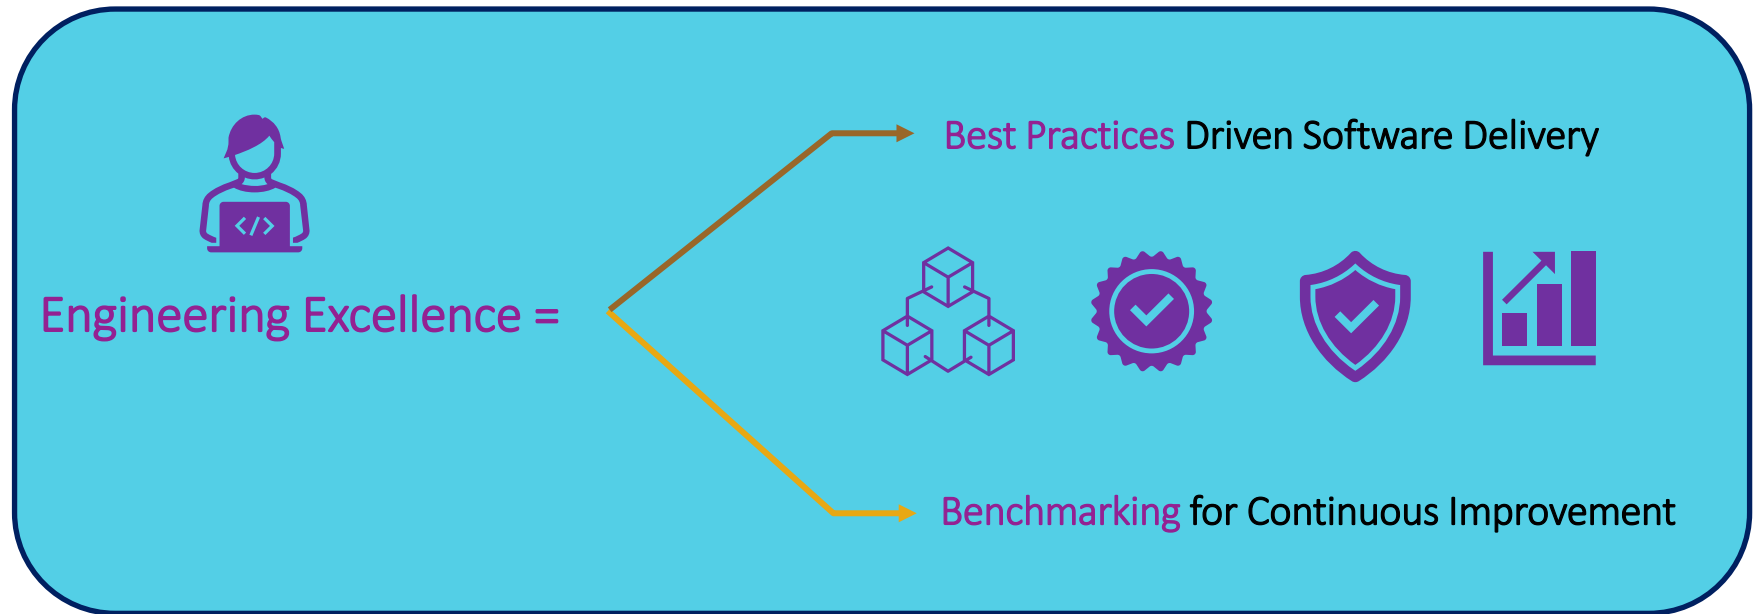 Best Practices Driven Software Delivery
</>
Engineering Excellence =
Benchmarking for Continuous Improvement